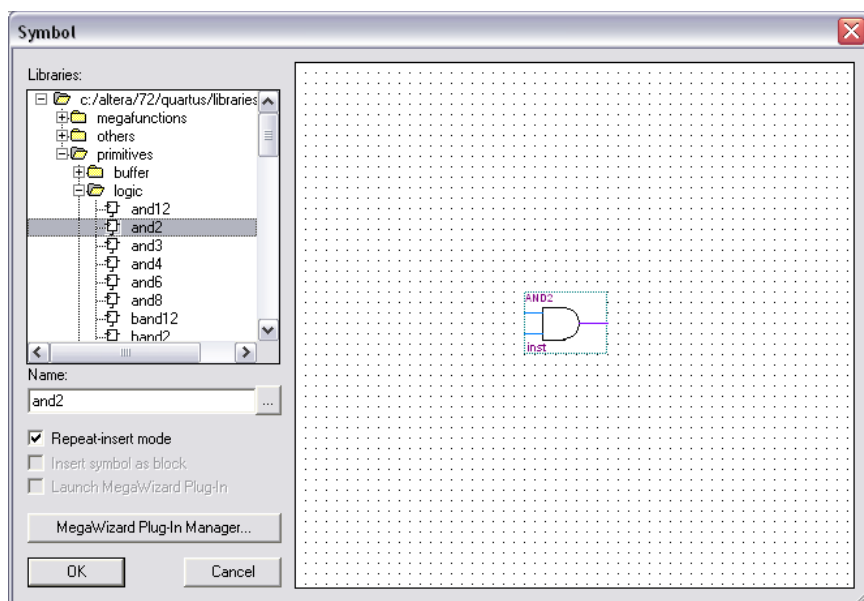 Symbol
Libraries:
c:/altera/72/quartus/libraries
megafunctions
others
primitives
buffer
logic
and12
and2
and3
and4
and6
and8
band12
band2
Name:
and2
...
Repeat-insert mode
Insert symbol as block
Launch MegaWizard Plug-In
MegaWizard Plug-In Manager...
OK
Cancel
AND2
inst